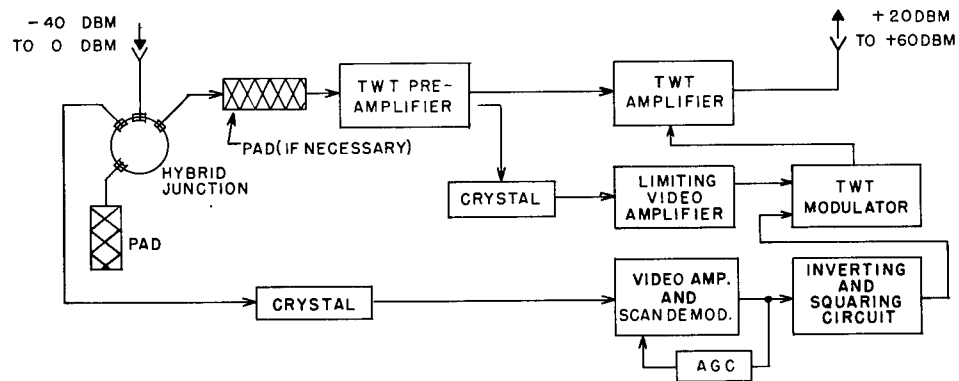 -40 DBM
TO 0 DBM
+20DBM
TO +60DBM
TWT PRE-
AMPLIFIER
TWT
AMPLIFIER
PAD(IF NECESSARY)
HYBRID
JUNCTION
PAD
CRYSTAL
LIMITING
VIDEO
AMPLIFIER
TWT
MODULATOR
CRYSTAL
VIDEO AMP.
AND
SCAN DEMOD.
INVERTING
AND
SQUARING
CIRCUIT
AGC